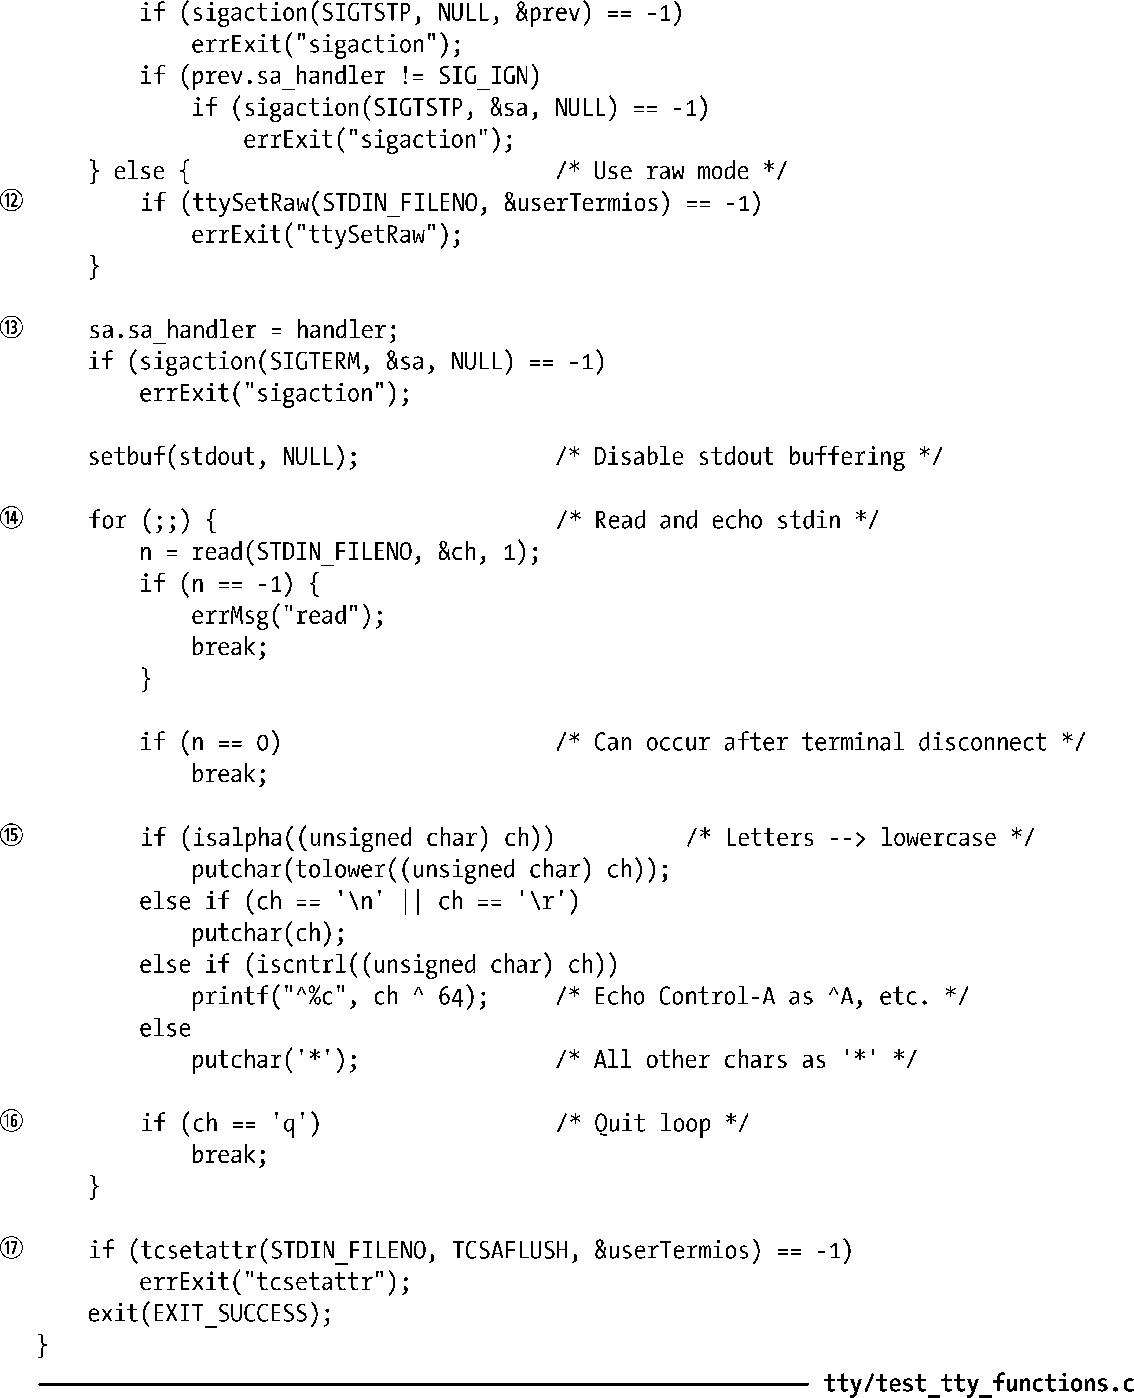 if (sigaction(SIGTSTP, NULL, &prev) == -1)
            errExit("sigaction");
        if (prev.sa_handler != SIG_IGN)
            if (sigaction(SIGTSTP, &sa, NULL) == -1)
                errExit("sigaction");
    } else {                            /* Use raw mode */
⑫       if (ttySetRaw(STDIN_FILENO, &userTermios) == -1)
            errExit("ttySetRaw");
    }
⑬   sa.sa_handler = handler;
    if (sigaction(SIGTERM, &sa, NULL) == -1)
        errExit("sigaction");
    setbuf(stdout, NULL);               /* Disable stdout buffering */
⑭   for (;;) {                          /* Read and echo stdin */
        n = read(STDIN_FILENO, &ch, 1);
        if (n == -1) {
            errMsg("read");
            break;
        }
        if (n == 0)                     /* Can occur after terminal disconnect */
            break;
⑮       if (isalpha((unsigned char) ch))          /* Letters --> lowercase */
            putchar(tolower((unsigned char) ch));
        else if (ch == '\n' || ch == '\r')
            putchar(ch);
        else if (iscntrl((unsigned char) ch))
            printf("^%c", ch ^ 64);     /* Echo Control-A as ^A, etc. */
        else
            putchar('*');               /* All other chars as '*' */
⑯       if (ch == 'q')                  /* Quit loop */
            break;
    }
⑰   if (tcsetattr(STDIN_FILENO, TCSAFLUSH, &userTermios) == -1)
        errExit("tcsetattr");
    exit(EXIT_SUCCESS);
}
tty/test_tty_functions.c